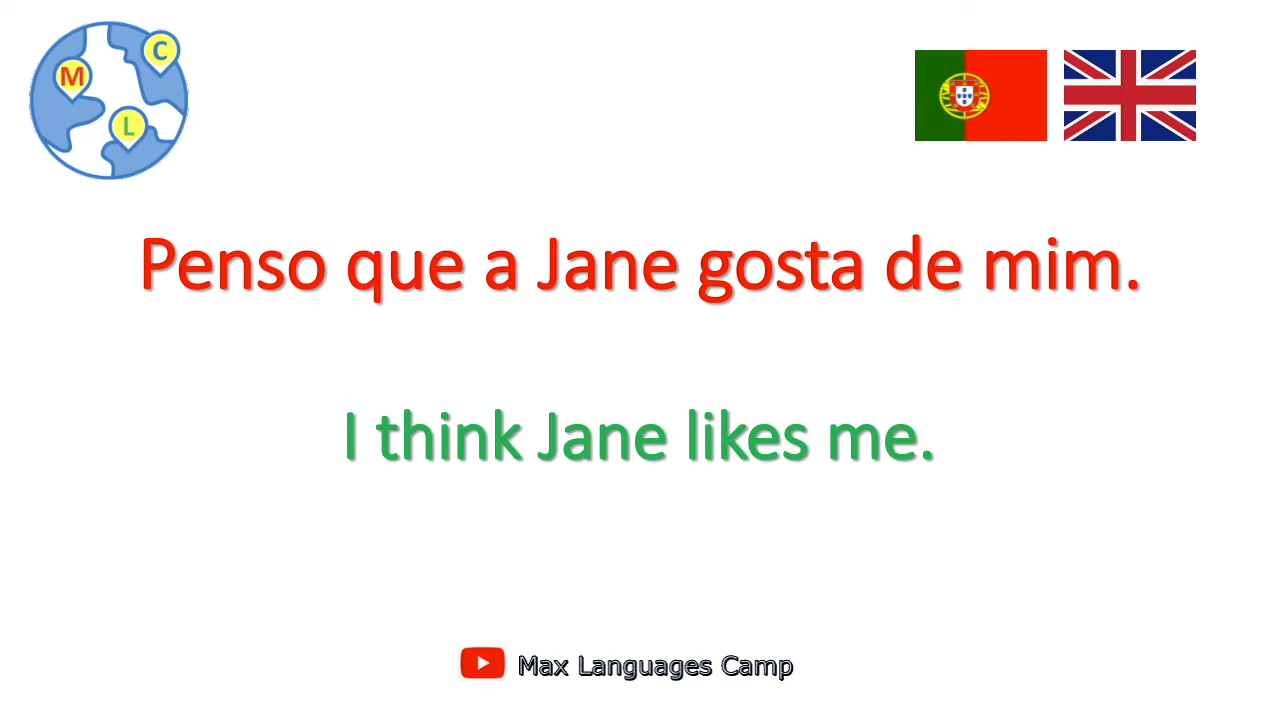 C
M
L
Penso que a Jane gosta de mim.
I think Jane likes me.
Max Languages Camp